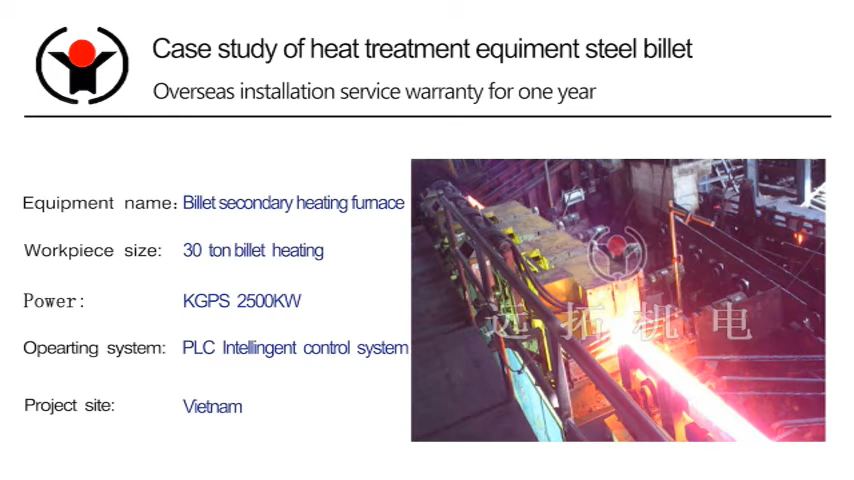 Case study of heat treatment equiment steel billet
Overseas installation service warranty for one year
Equipment name: Billet secondary heating furnace
Workpiece size: 30 ton billet heating
Power: KGPS 2500KW
Opearting system: PLC Intellingent control system
Project site: Vietnam
远拓机电